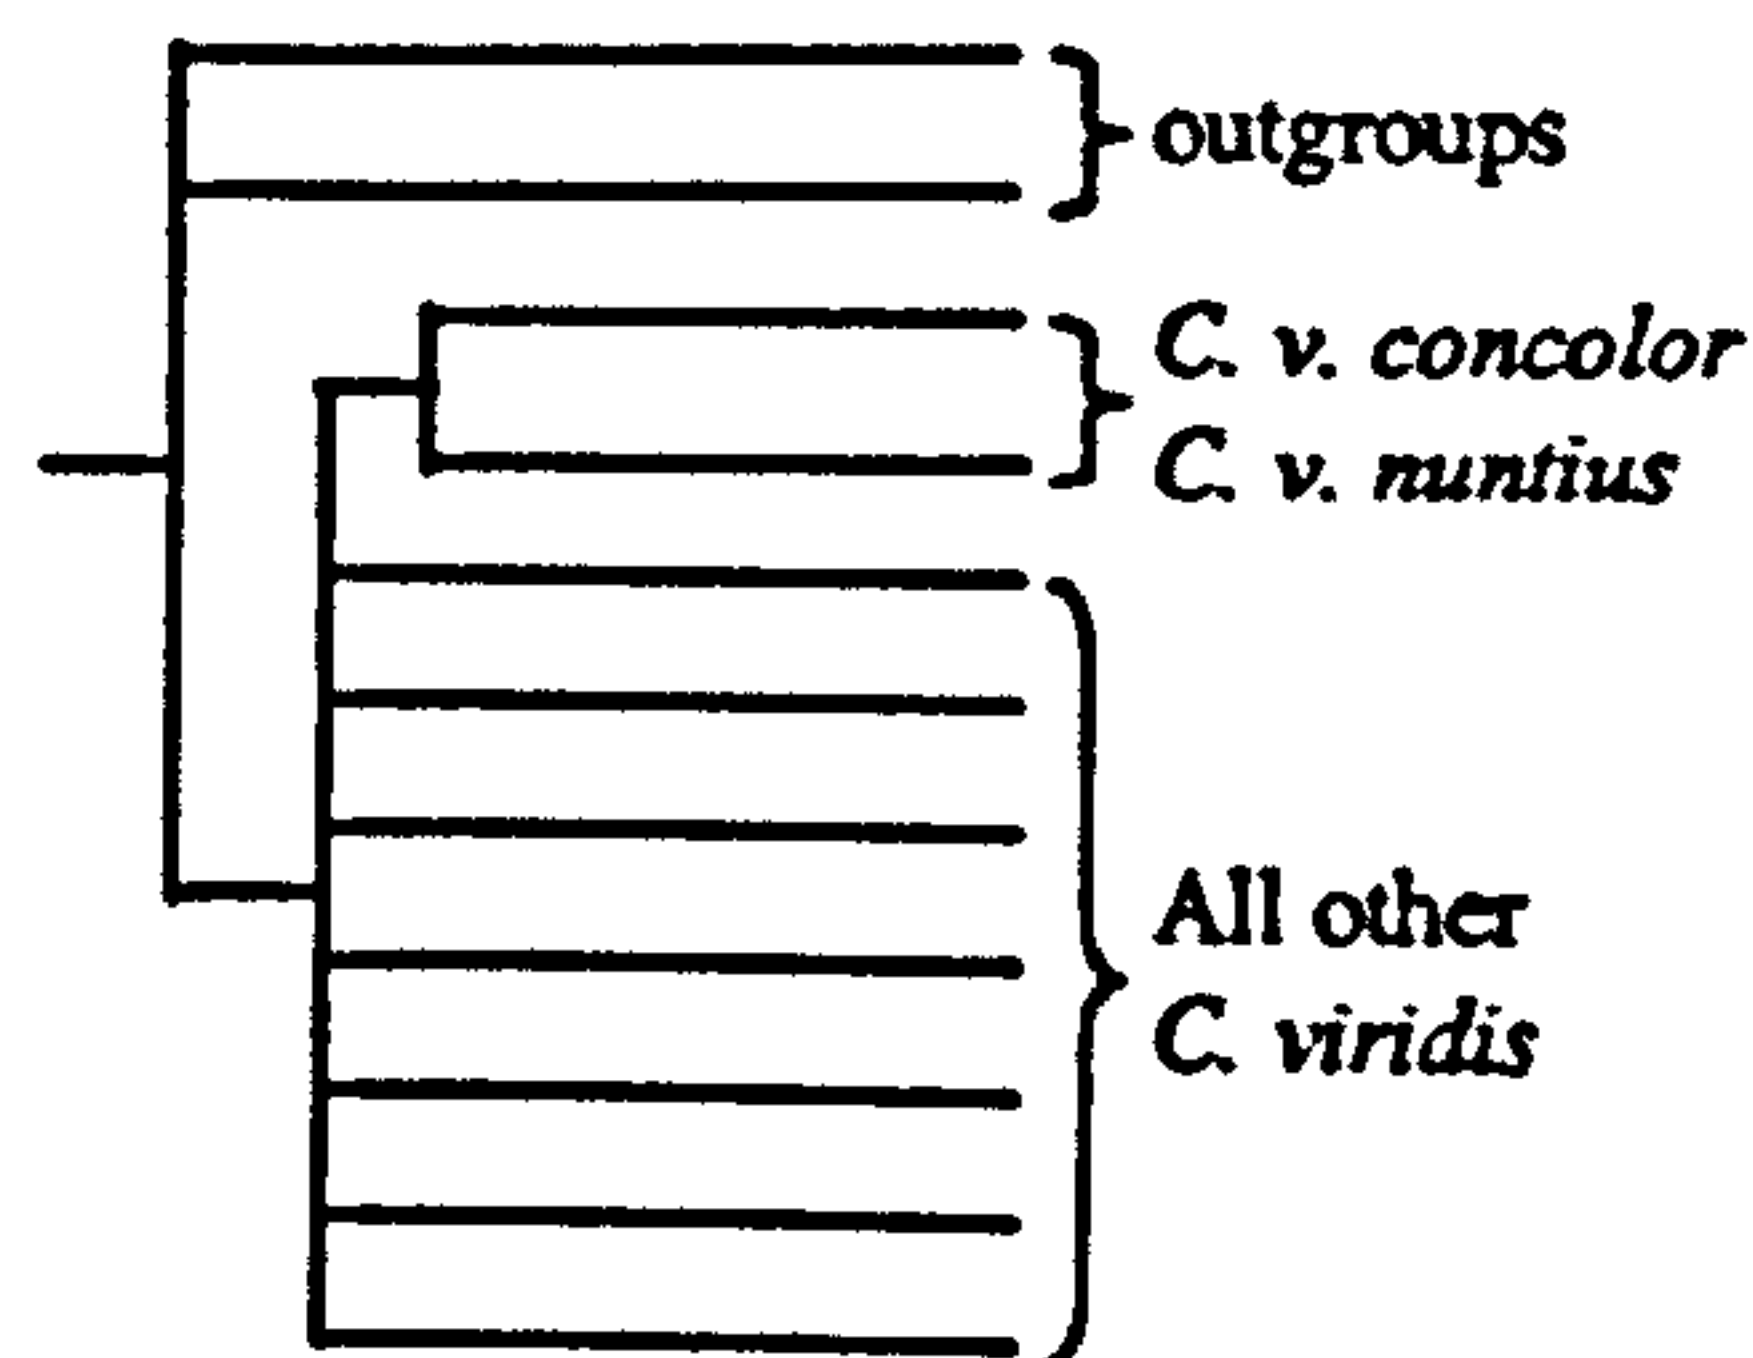 outgroups
C. v. concolor
C. v. nuntius
All other
C. viridis